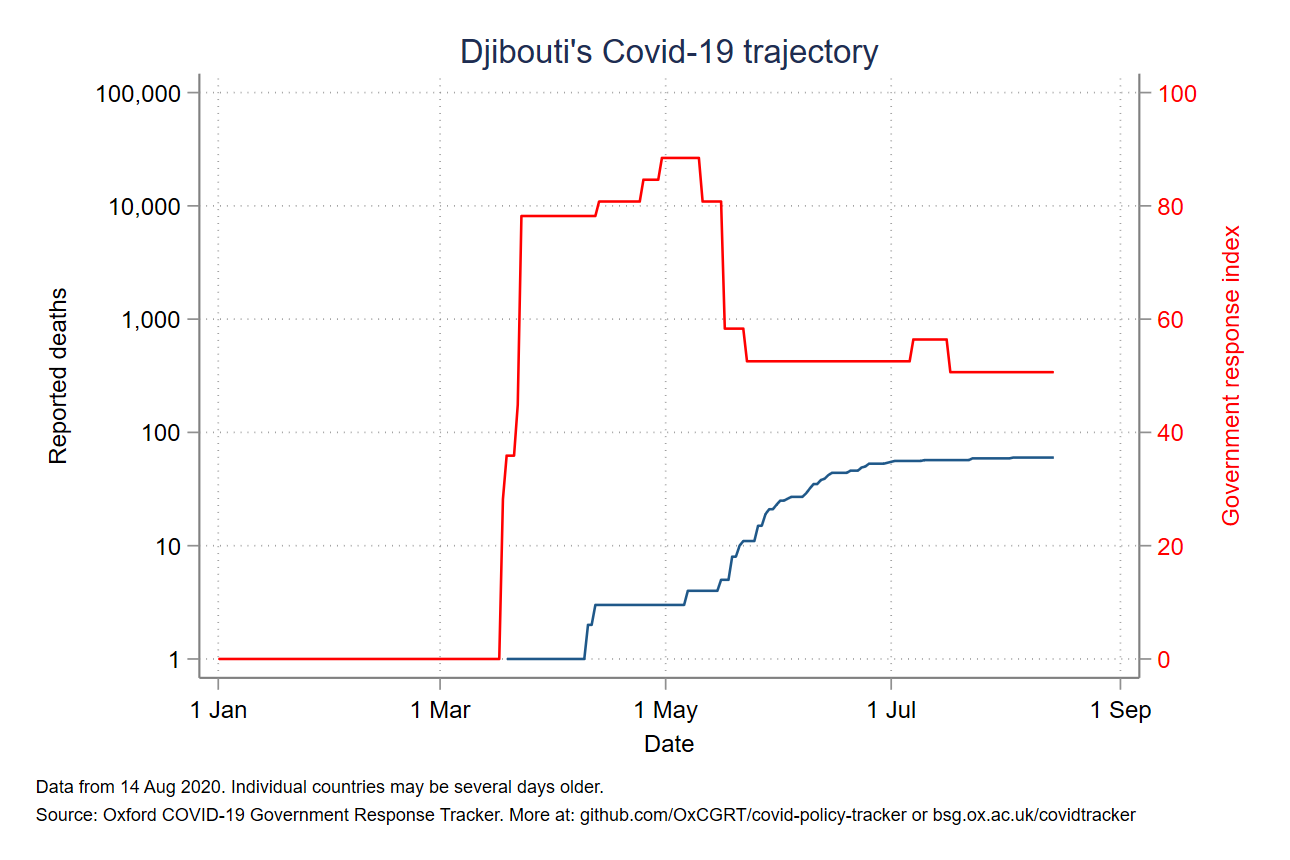 Djibouti's Covid-19 trajectory
100,000
10,000
1,000
100
10
1
Reported deaths
100
80
60
40
20
0
Government response index
1 Jan
1 Mar
1 May
1 Jul
1 Sep
Date
Data from 14 Aug 2020. Individual countries may be several days older.
Source: Oxford COVID-19 Government Response Tracker. More at: github.com/OxCGRT/covid-policy-tracker or bsg.ox.ac.uk/covidtracker